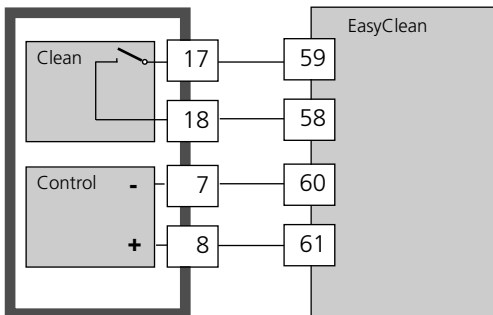 EasyClean
Clean 17 59
18 58
Control - 7 60
+ 8 61